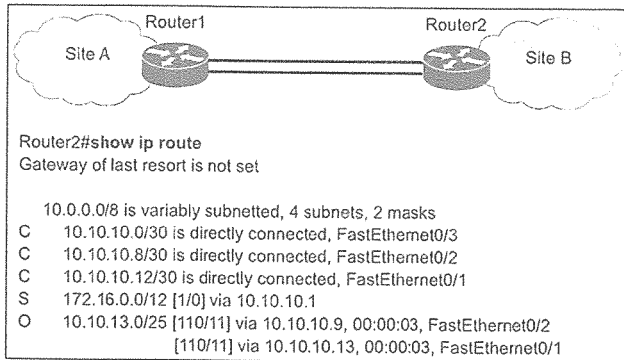 Router1
Router2
Site A
Site B
Router2#show ip route
Gateway of last resort is not set
10.0.0.0/8 is variably subnetted, 4 subnets, 2 masks
C 10.10.10.0/30 is directly connected, FastEthernet0/3
C 10.10.10.8/30 is directly connected, FastEthernet0/2
C 10.10.10.12/30 is directly connected, FastEthernet0/1
S 172.16.0.0/12 [1/0] via 10.10.10.1
O 10.10.13.0/25 [110/11] via 10.10.10.9, 00:00:03, FastEthernet0/2
[110/11] via 10.10.10.13, 00:00:03, FastEthernet0/1